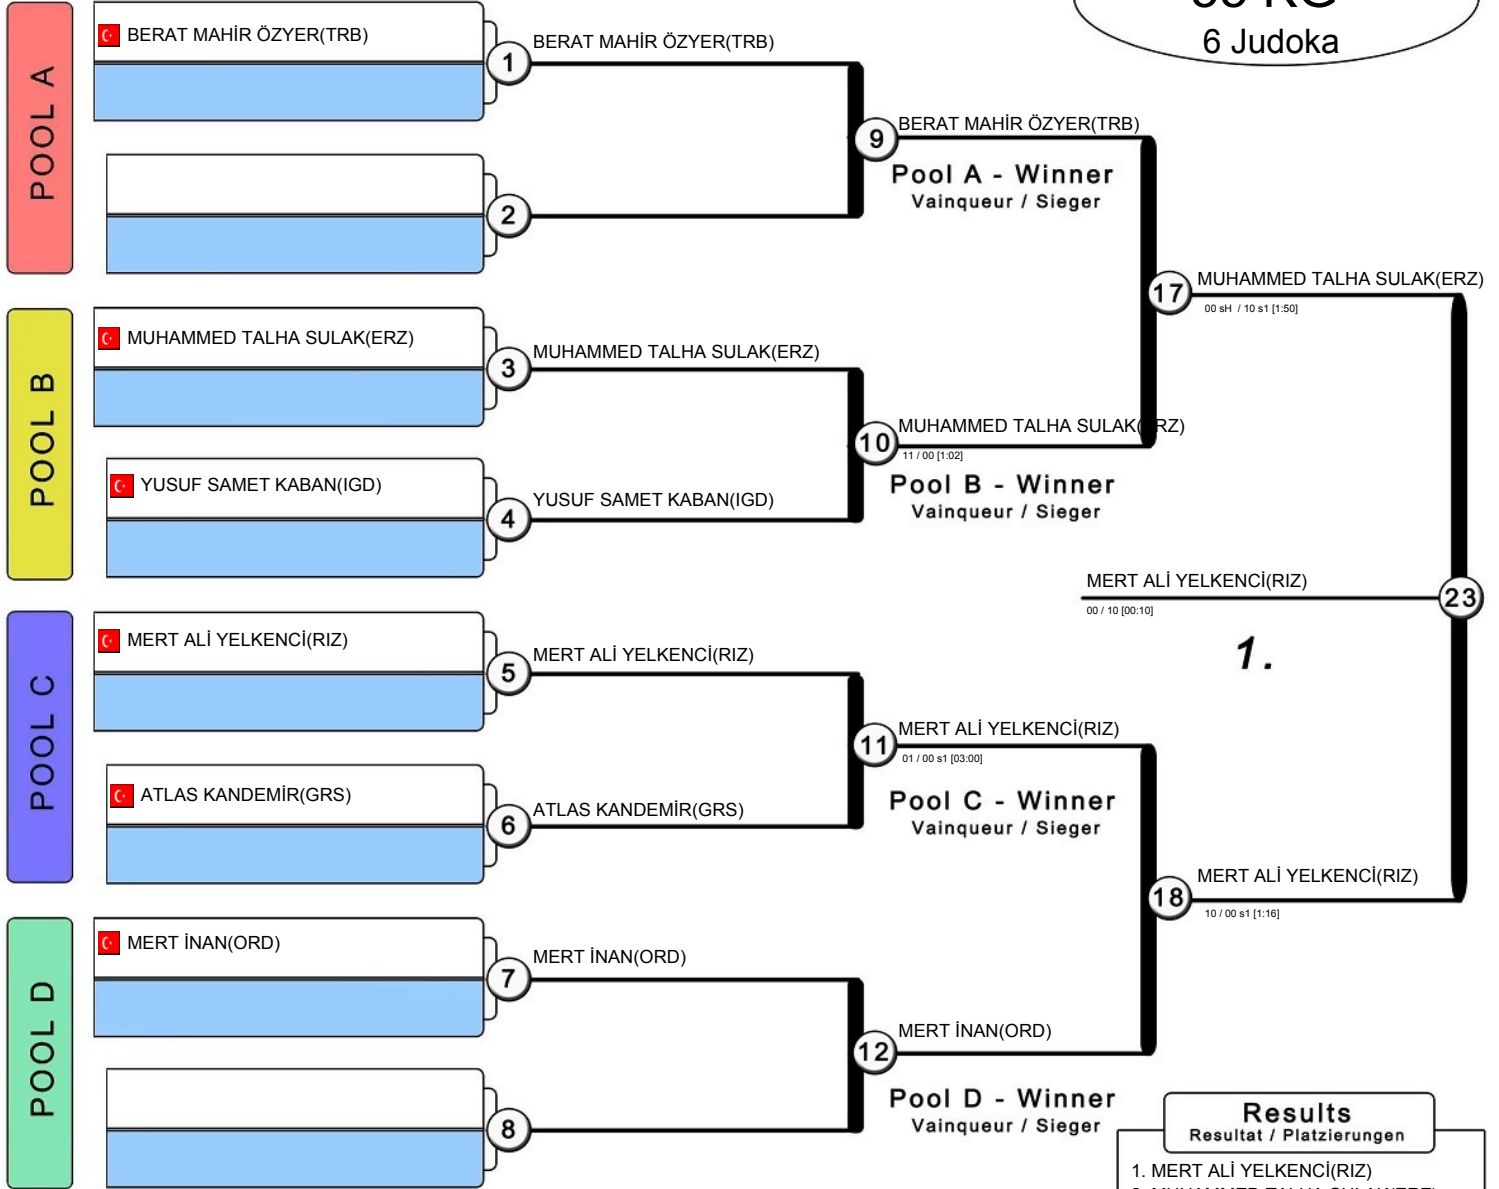 6 Judoka
POOL A
BERAT MAHİR ÖZYER(TRB)
1
BERAT MAHİR ÖZYER(TRB)
2
9
BERAT MAHİR ÖZYER(TRB)
Pool A - Winner
Vainqueur / Sieger
17
MUHAMMED TALHA SULAK(ERZ)
00 sH / 10 s1 [1:50]
POOL B
MUHAMMED TALHA SULAK(ERZ)
3
MUHAMMED TALHA SULAK(ERZ)
YUSUF SAMET KABAN(IGD)
4
YUSUF SAMET KABAN(IGD)
10
MUHAMMED TALHA SULAK(ERZ)
11 / 00 [1:02]
Pool B - Winner
Vainqueur / Sieger
MERT ALİ YELKENCİ(RIZ)
00 / 10 [00:10]
23
1.
POOL C
MERT ALİ YELKENCİ(RIZ)
5
MERT ALİ YELKENCİ(RIZ)
ATLAS KANDEMİR(GRS)
6
ATLAS KANDEMİR(GRS)
11
MERT ALİ YELKENCİ(RIZ)
01 / 00 s1 [03:00]
Pool C - Winner
Vainqueur / Sieger
18
MERT ALİ YELKENCİ(RIZ)
10 / 00 s1 [1:16]
POOL D
MERT İNAN(ORD)
7
MERT İNAN(ORD)
8
12
MERT İNAN(ORD)
Pool D - Winner
Vainqueur / Sieger
Results
Resultat / Platzierungen
1. MERT ALİ YELKENCİ(RIZ)